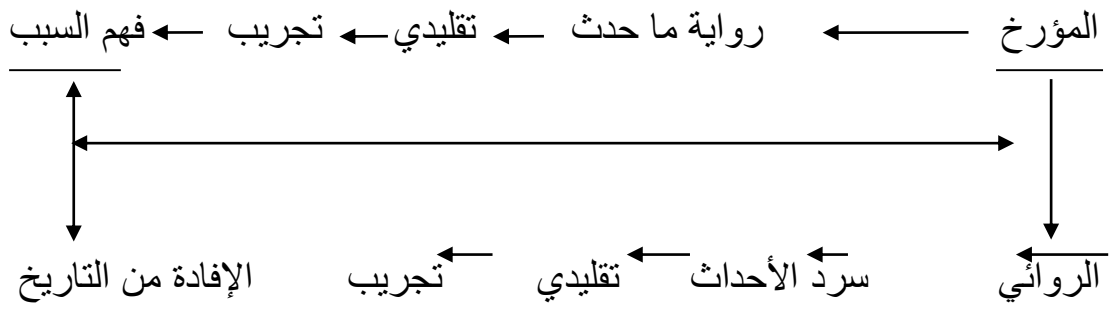 المؤرخ رواية ما حدث تقليدي تجريب فهم السبب
الروائي سرد الأحداث تقليدي تجريب الإفادة من التاريخ